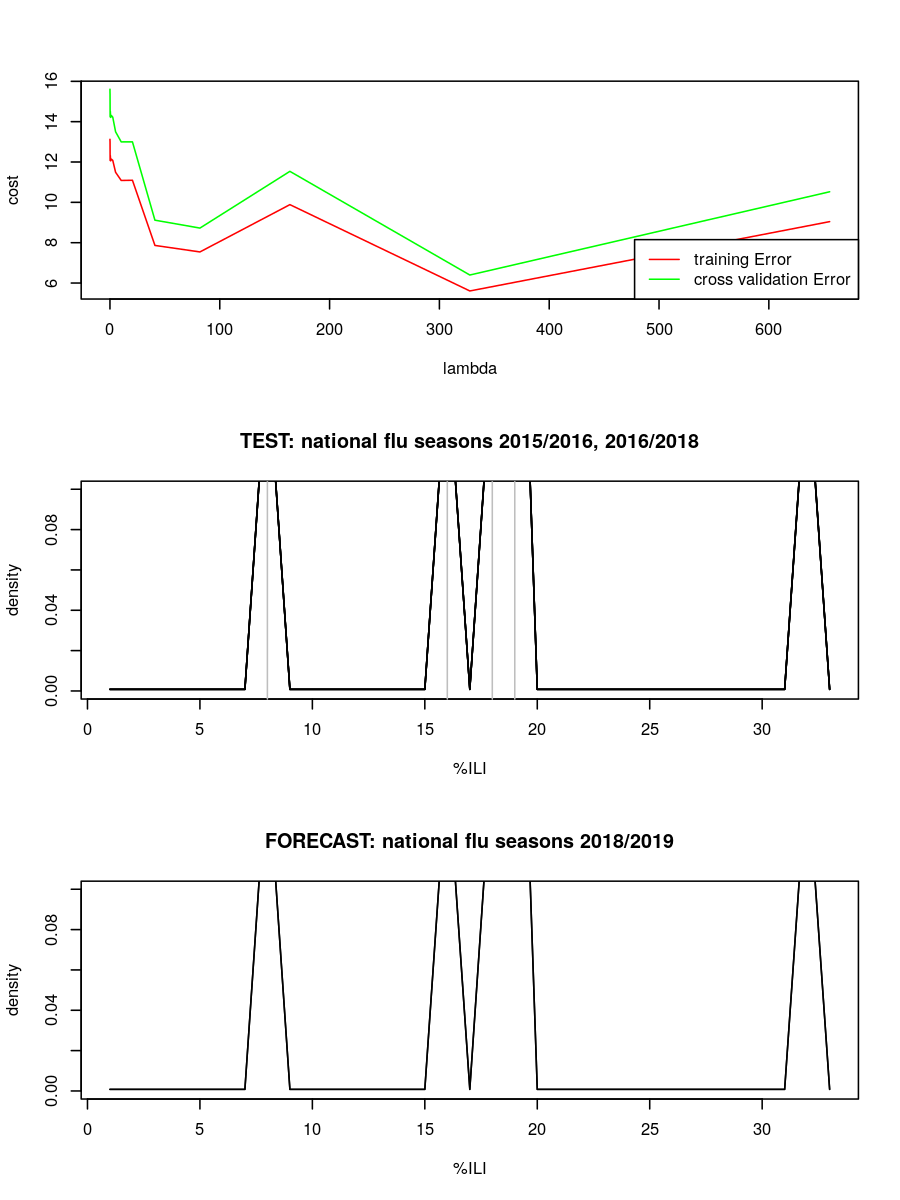 16
14
12
10
8
6
cost
training Error
cross validation Error
0 100 200 300 400 500 600
lambda
TEST: national flu seasons 2015/2016, 2016/2018
0.08
0.04
0.00
density
0 5 10 15 20 25 30
%ILI
FORECAST: national flu seasons 2018/2019
0.08
0.04
0.00
density
0 5 10 15 20 25 30
%ILI